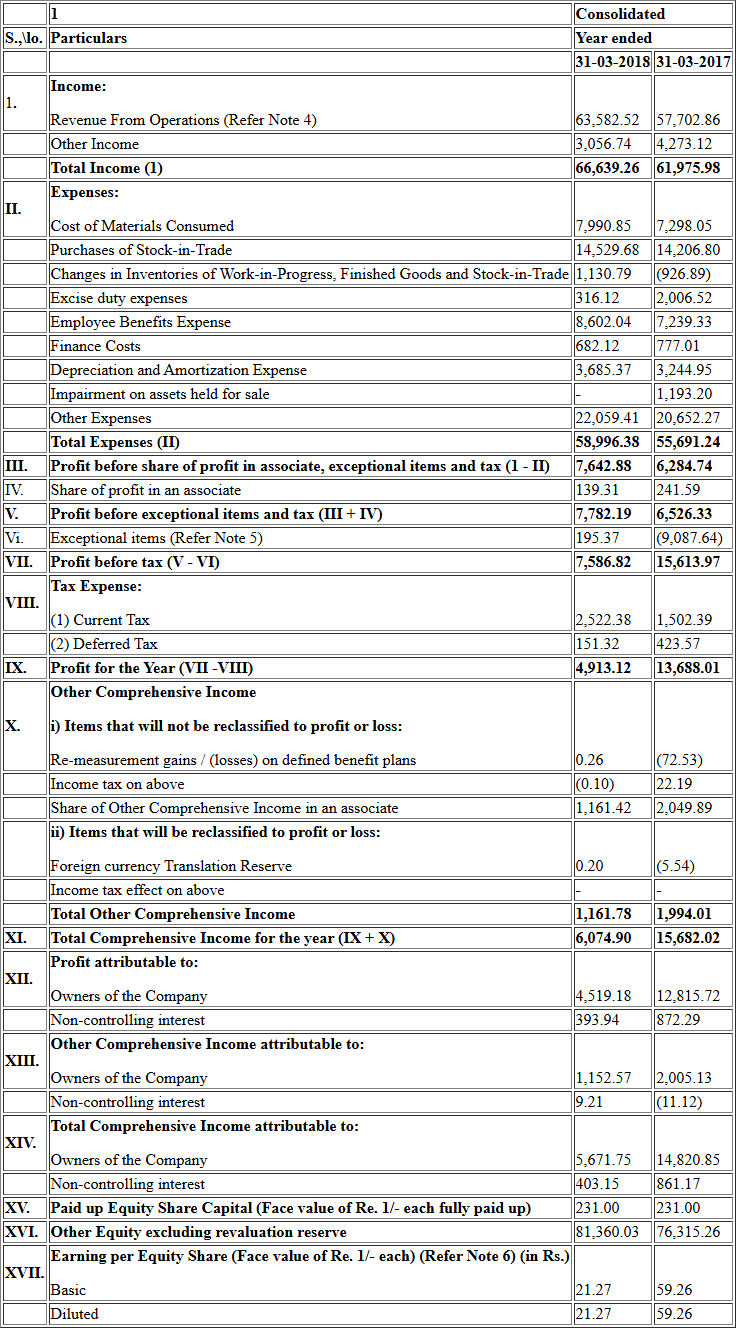 1 Consolidated
S.,\lo. Particulars Year ended
31-03-2018 31-03-2017
Income:
1.
Revenue From Operations (Refer Note 4) 63,582.52 57,702.86
Other Income 3,056.74 4,273.12
Total Income (1) 66,639.26 61,975.98
Expenses:
II.
Cost of Materials Consumed 7,990.85 7,298.05
Purchases of Stock-in-Trade 14,529.68 14,206.80
Changes in Inventories of Work-in-Progress, Finished Goods and Stock-in-Trade 1,130.79 (926.89)
Excise duty expenses 316.12 2,006.52
Employee Benefits Expense 8,602.04 7,239.33
Finance Costs 682.12 777.01
Depreciation and Amortization Expense 3,685.37 3,244.95
Impairment on assets held for sale - 1,193.20
Other Expenses 22,059.41 20,652.27
Total Expenses (II) 58,996.38 55,691.24
III. Profit before share of profit in associate, exceptional items and tax (1 - II) 7,642.88 6,284.74
IV. Share of profit in an associate 139.31 241.59
V. Profit before exceptional items and tax (III + IV) 7,782.19 6,526.33
Vi. Exceptional items (Refer Note 5) 195.37 (9,087.64)
VII. Profit before tax (V - VI) 7,586.82 15,613.97
Tax Expense:
VIII.
(1) Current Tax 2,522.38 1,502.39
(2) Deferred Tax 151.32 423.57
IX. Profit for the Year (VII -VIII) 4,913.12 13,688.01
Other Comprehensive Income
X. i) Items that will not be reclassified to profit or loss:
Re-measurement gains / (losses) on defined benefit plans 0.26 (72.53)
Income tax on above (0.10) 22.19
Share of Other Comprehensive Income in an associate 1,161.42 2,049.89
ii) Items that will be reclassified to profit or loss:
Foreign currency Translation Reserve 0.20 (5.54)
Income tax effect on above - -
Total Other Comprehensive Income 1,161.78 1,994.01
XI. Total Comprehensive Income for the year (IX + X) 6,074.90 15,682.02
Profit attributable to:
XII.
Owners of the Company 4,519.18 12,815.72
Non-controlling interest 393.94 872.29
Other Comprehensive Income attributable to:
XIII.
Owners of the Company 1,152.57 2,005.13
Non-controlling interest 9.21 (11.12)
Total Comprehensive Income attributable to:
XIV.
Owners of the Company 5,671.75 14,820.85
Non-controlling interest 403.15 861.17
XV. Paid up Equity Share Capital (Face value of Re. 1/- each fully paid up) 231.00 231.00
XVI. Other Equity excluding revaluation reserve 81,360.03 76,315.26
Earning per Equity Share (Face value of Re. 1/- each) (Refer Note 6) (in Rs.)
XVII.
Basic 21.27 59.26
Diluted 21.27 59.26